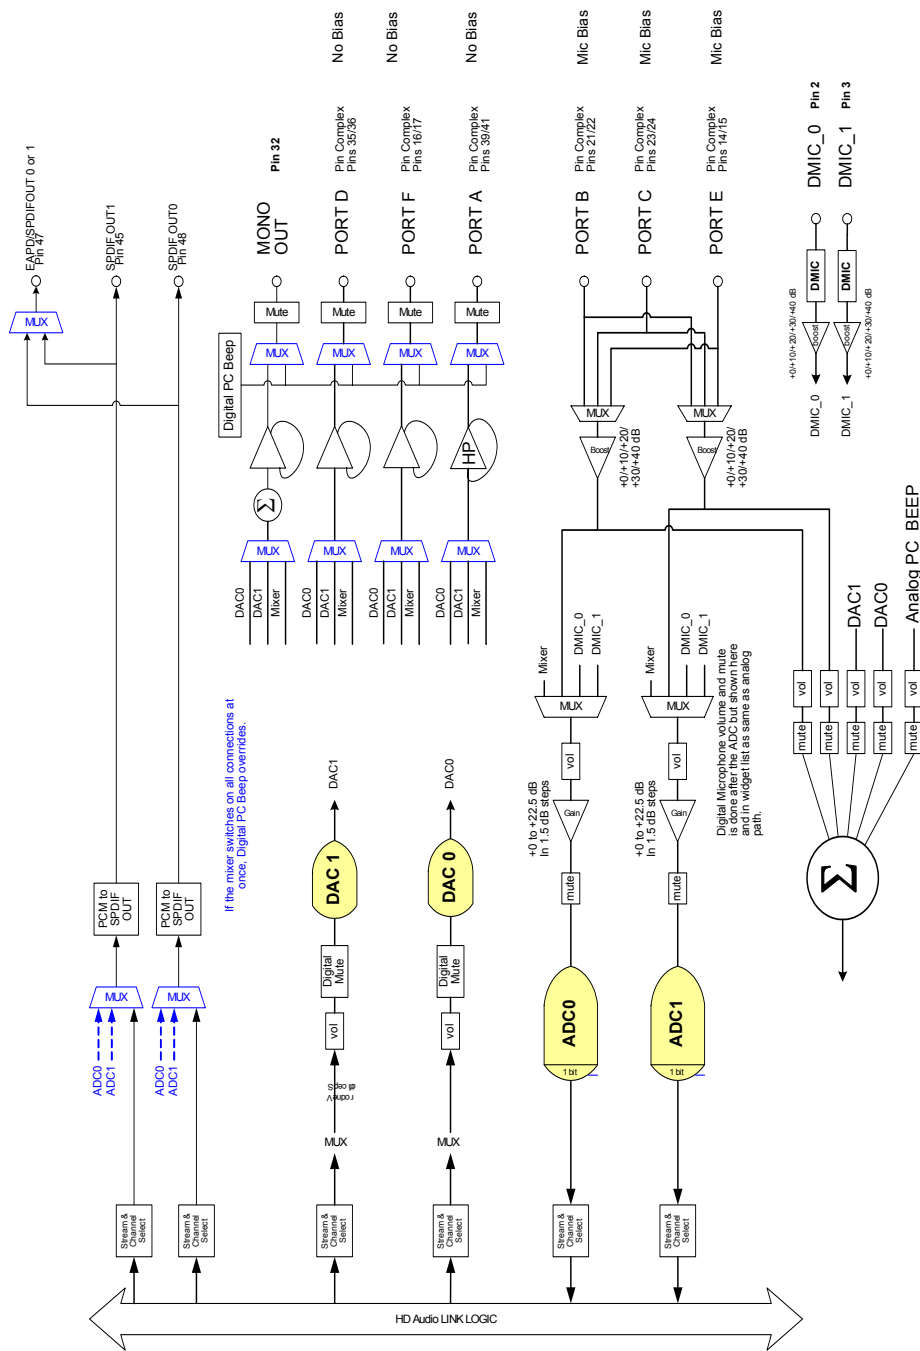 EAPD/SPDIFOUT 0 or 1
Pin 47
SPDIF_OUT1
Pin 45
SPDIF_OUT0
Pin 48
MUX
No Bias
No Bias
No Bias
Mic Bias
Mic Bias
Mic Bias
Pin 32
Pin Complex
Pins 35/36
Pin Complex
Pins 16/17
Pin Complex
Pins 39/41
Pin Complex
Pins 21/22
Pin Complex
Pins 23/24
Pin Complex
Pins 14/15
Pin 2
Pin 3
MONO
OUT
PORT D
PORT F
PORT A
PORT B
PORT C
PORT E
DMIC_0
DMIC_1
Mute
Mute
Mute
Mute
DMIC
DMIC
MUX
MUX
MUX
MUX
Digital PC Beep
boost
boost
+0/+10/+20/+30/+40 dB
+0/+10/+20/+30/+40 dB
DMIC_0
DMIC_1
MUX
MUX
HP
Boost
Boost
+0/+10/+20/
+30/+40 dB
+0/+10/+20/
+30/+40 dB
Σ
MUX
MUX
MUX
MUX
DAC0
DAC1
Mixer
DAC0
DAC1
Mixer
DAC0
DAC1
Mixer
DAC0
DAC1
Mixer
Mixer
DMIC_0
DMIC_1
Mixer
DMIC_0
DMIC_1
MUX
MUX
DAC1
DAC0
Analog PC BEEP
vol
vol
vol
vol
vol
mute
mute
mute
mute
mute
Σ
If the mixer switches on all connections at
once, Digital PC Beep overrides.
DAC1
DAC0
vol
vol
+0 to +22.5 dB
In 1.5 dB steps
+0 to +22.5 dB
In 1.5 dB steps
Gain
Gain
Digital Microphone volume and mute
is done after the ADC but shown here
and in widget list as same as analog
path.
mute
mute
PCM to
SPDIF
OUT
PCM to
SPDIF
OUT
DAC 1
DAC 0
Digital
Mute
Digital
Mute
MUX
MUX
ADC0
ADC1
ADC0
ADC1
vol
vol
ADC0
1 bit
ADC1
1 bit
Vendor
Specific
MUX
MUX
Stream &
Channel
Select
Stream &
Channel
Select
Stream &
Channel
Select
Stream &
Channel
Select
Stream &
Channel
Select
Stream &
Channel
Select
HD Audio LINK LOGIC